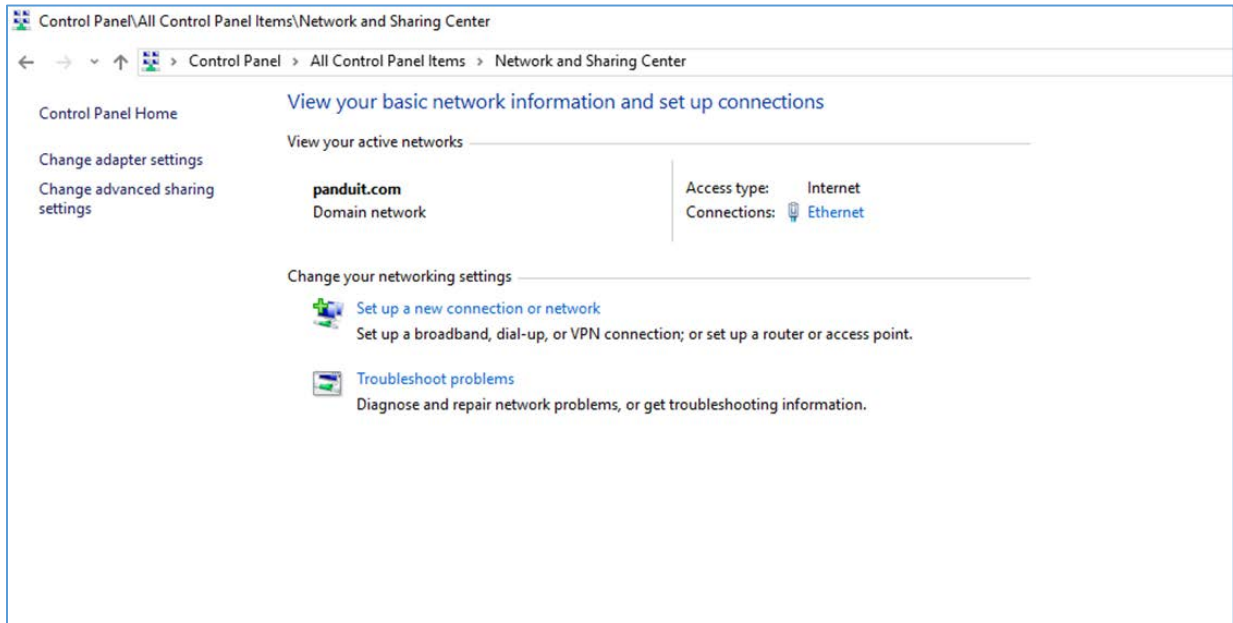 Control Panel\All Control Panel Items\Network and Sharing Center
Control Panel > All Control Panel Items > Network and Sharing Center
Control Panel Home
Change adapter settings
Change advanced sharing
settings
View your basic network information and set up connections
View your active networks
panduit.com
Domain network
Access type: Internet
Connections: Ethernet
Change your networking settings
Set up a new connection or network
Set up a broadband, dial-up, or VPN connection; or set up a router or access point.
Troubleshoot problems
Diagnose and repair network problems, or get troubleshooting information.